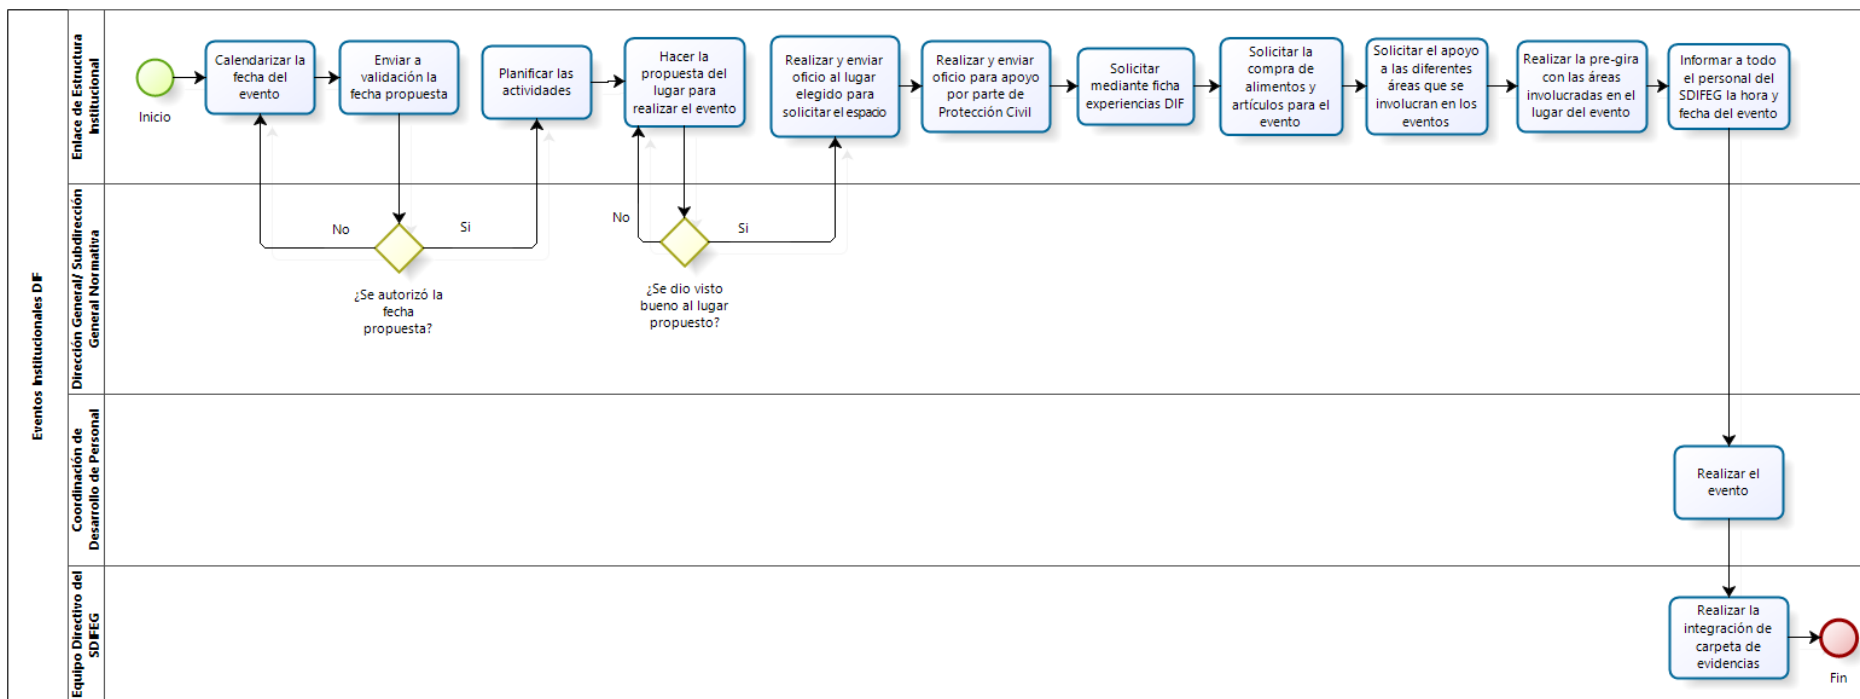 Eventos Institucionales DIF
Enlace de Estructura
Institucional
Inicio
Calendarizar la
fecha del
evento
Enviar a
validación la
fecha propuesta
Planificar las
actividades
Hacer la
propuesta del
lugar para
realizar el evento
Realizar y enviar
oficio al lugar
elegido para
solicitar el espacio
Realizar y enviar
oficio para apoyo
por parte de
Protección Civil
Solicitar
mediante ficha
experiencias DIF
Solicitar la
compra de
alimentos y
artículos para el
evento
Solicitar el apoyo
a las diferentes
áreas que se
involucran en los
eventos
Realizar la pre-gira
con las áreas
involucradas en el
lugar del evento
Informar a todo
el personal del
SDIFEG la hora y
fecha del evento
Dirección General/ Subdirección
General Normativa
No
Si
¿Se autorizó la
fecha
propuesta?
No
Si
¿Se dio visto
bueno al lugar
propuesto?
Coordinación de
Desarrollo de Personal
Realizar el
evento
Equipo Directivo del
SDIFEG
Realizar la
integración de
carpeta de
evidencias
Fin